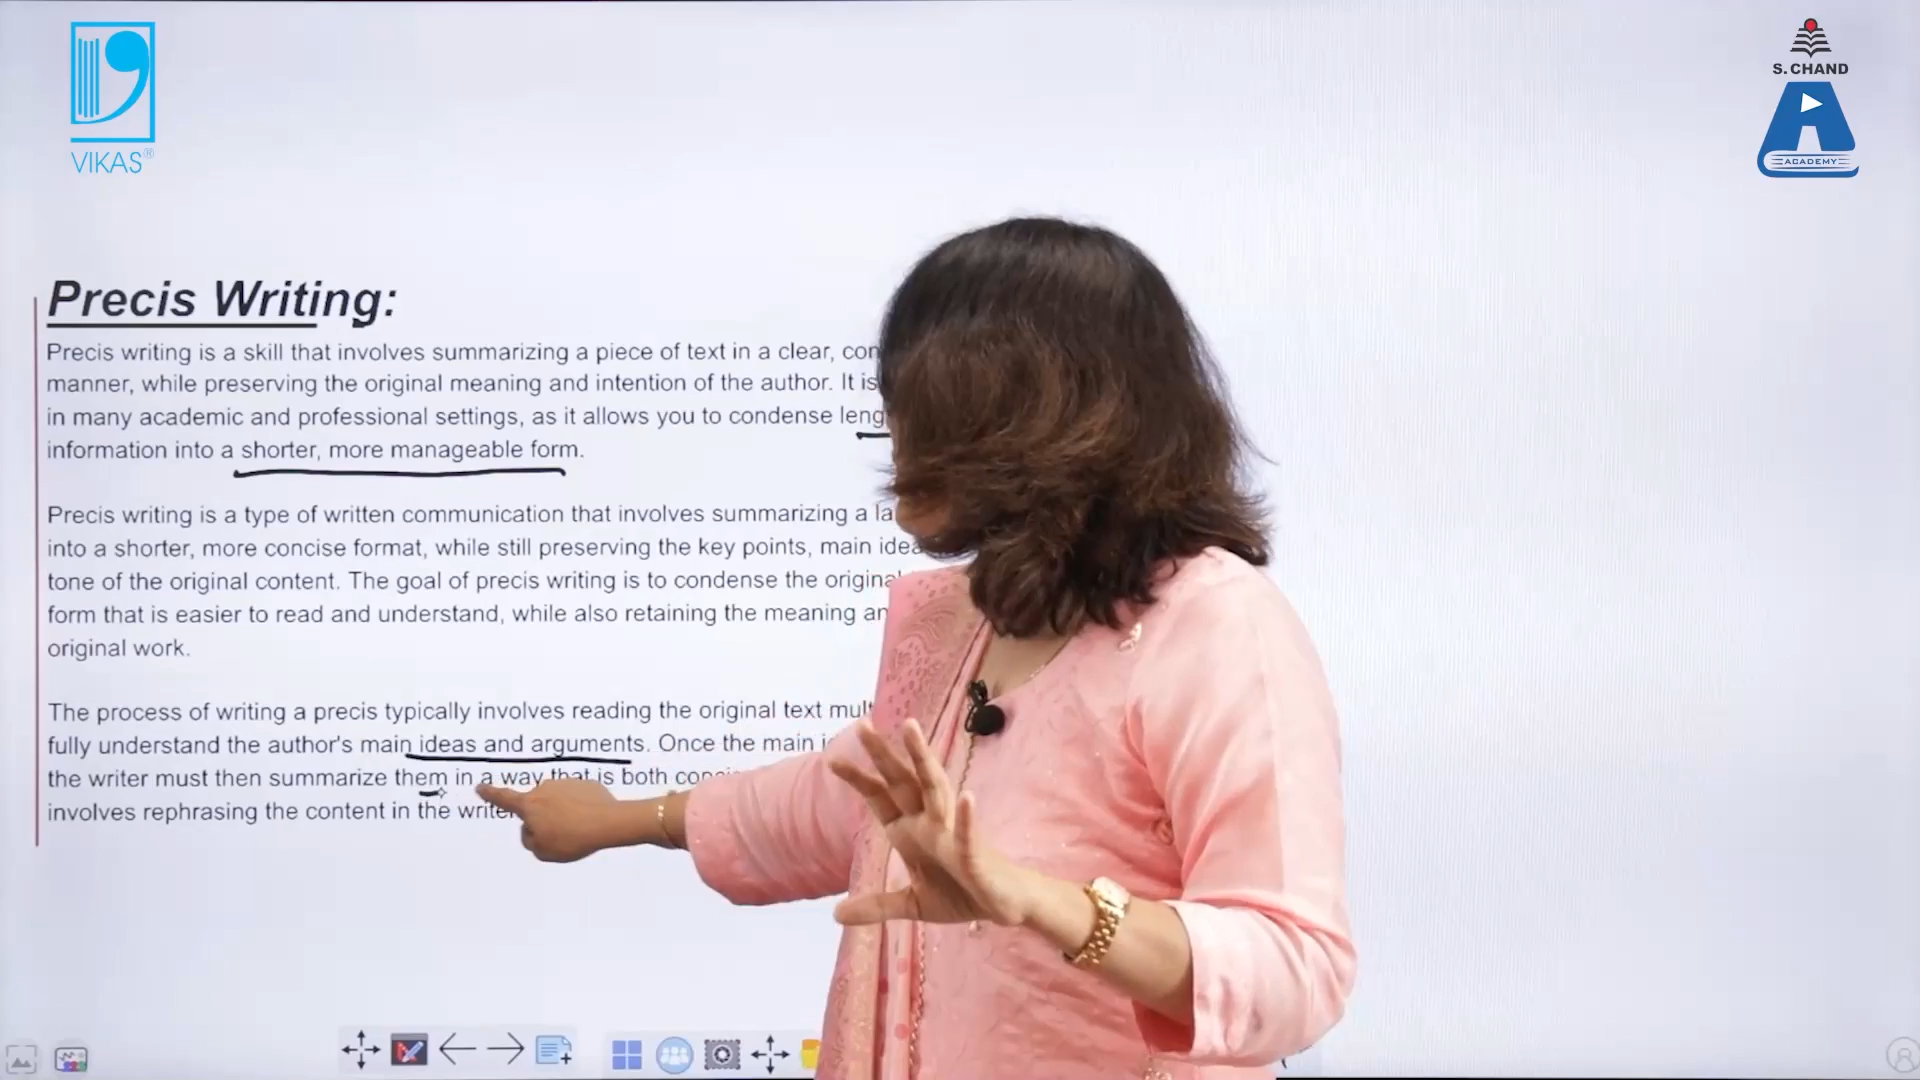 VIKAS®
S. CHAND
ACADEMY
Precis Writing:
Precis writing is a skill that involves summarizing a piece of text in a clear,
manner, while preserving the original meaning and intention of the author. It is
in many academic and professional settings, as it allows you to condense
information into a shorter, more manageable form.
Precis writing is a type of written communication that involves summarizing a
into a shorter, more concise format, while still preserving the key points, main
tone of the original content. The goal of precis writing is to condense the original
form that is easier to read and understand, while also retaining the meaning
original work.
The process of writing a precis typically involves reading the original text
fully understand the author's main ideas and arguments. Once the main
the writer must then summarize them in a way that is both
involves rephrasing the content in the